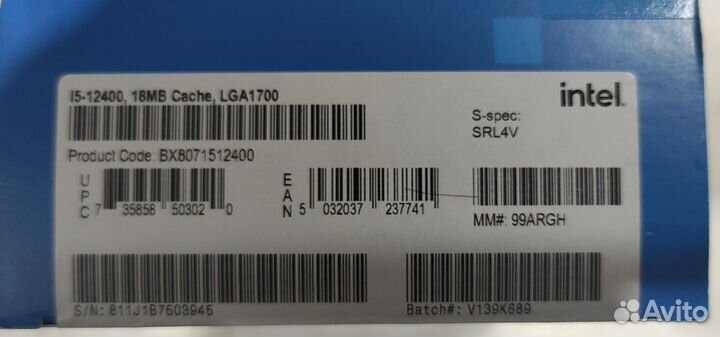 i5-12400, 18MB Cache, LGA1700
intel.
S-spec:
SRL4V
Product Code: BX8071512400
UPC
7 35858 50302 0
EAN
5 032037 237741
MM#: 99ARGH
S/N: 811J1B7503945
Batch#: V139K689
Avito